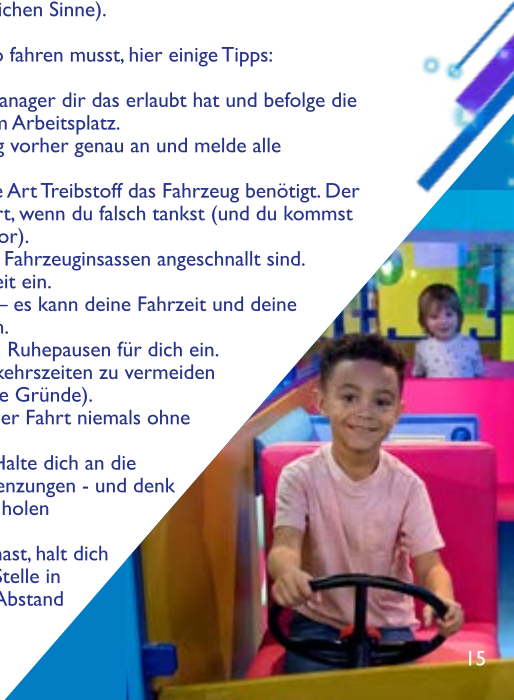 ichen Sinne).
o fahren musst, hier einige Tipps:
anager dir das erlaubt hat und befolge die
m Arbeitsplatz.
g vorher genau an und melde alle
e Art Treibstoff das Fahrzeug benötigt. Der
rt, wenn du falsch tankst (und du kommst
or).
Fahrzeuginsassen angeschnallt sind.
eit ein.
– es kann deine Fahrzeit und deine
n.
Ruhepausen für dich ein.
kehrszeiten zu vermeiden
e Gründe).
er Fahrt niemals ohne
Halte dich an die
enzungen - und denk
holen
hast, halt dich
Stelle in
Abstand
15